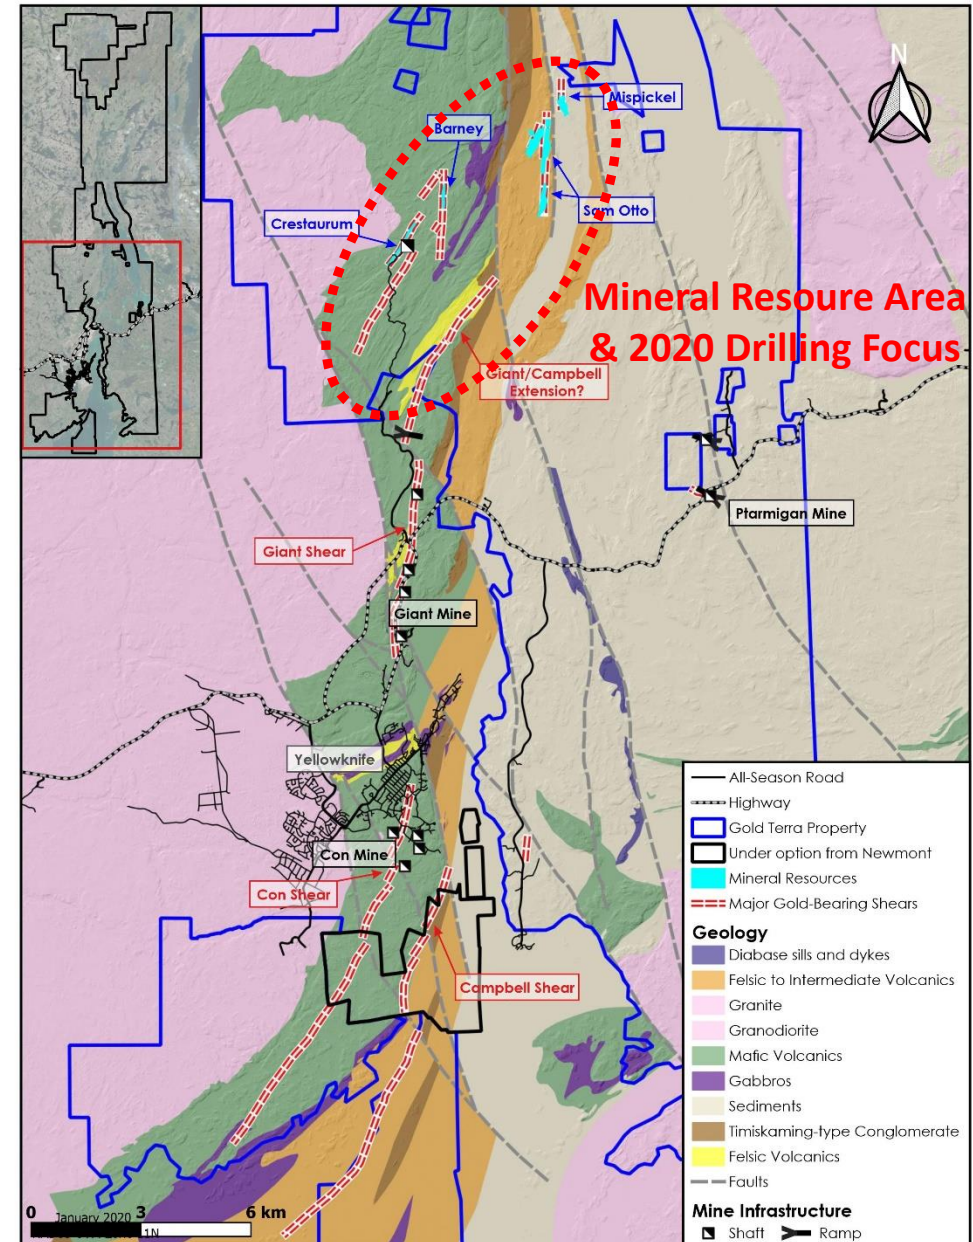 N
Mispickel
Barney
Sam Otto
Crestaurum
Mineral Resoure Area
& 2020 Drilling Focus
Giant/Campbell
Extension?
Ptarmigan Mine
Giant Shear
Giant Mine
Yellowknife
Con Mine
Con Shear
Campbell Shear
All-Season Road
Highway
Gold Terra Property
Under option from Newmont
Mineral Resources
Major Gold-Bearing Shears
Geology
Diabase sills and dykes
Felsic to Intermediate Volcanics
Granite
Granodiorite
Mafic Volcanics
Gabbros
Sediments
Timiskaming-type Conglomerate
Felsic Volcanics
Faults
Mine Infrastructure
Shaft Ramp
0 3 6 km
January 2020
1N